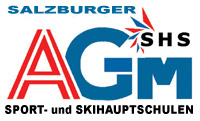 SALZBURGER
SHS
AGM
SPORT- und SKIHAUPTSCHULEN